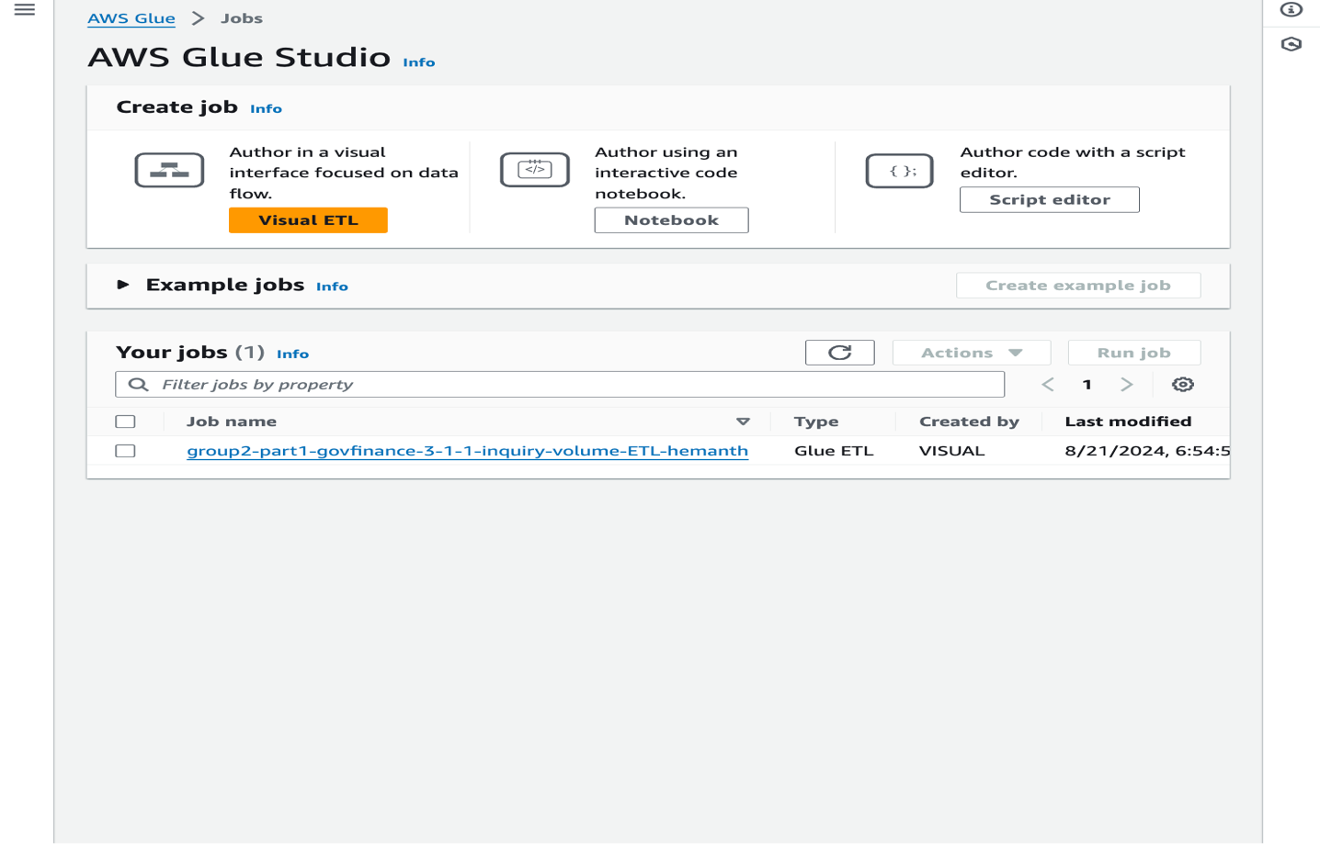 AWS Glue > Jobs
AWS Glue Studio Info
Create job Info
Author in a visual
interface focused on data
flow.
Visual ETL
</>
Author using an
interactive code
notebook.
Notebook
{ };
Author code with a script
editor.
Script editor
Example jobs Info
Create example job
Your jobs (1) Info
Actions
Run job
Filter jobs by property
1
Job name Type Created by Last modified
group2-part1-govfinance-3-1-1-inquiry-volume-ETL-hemanth Glue ETL VISUAL 8/21/2024, 6:54:5